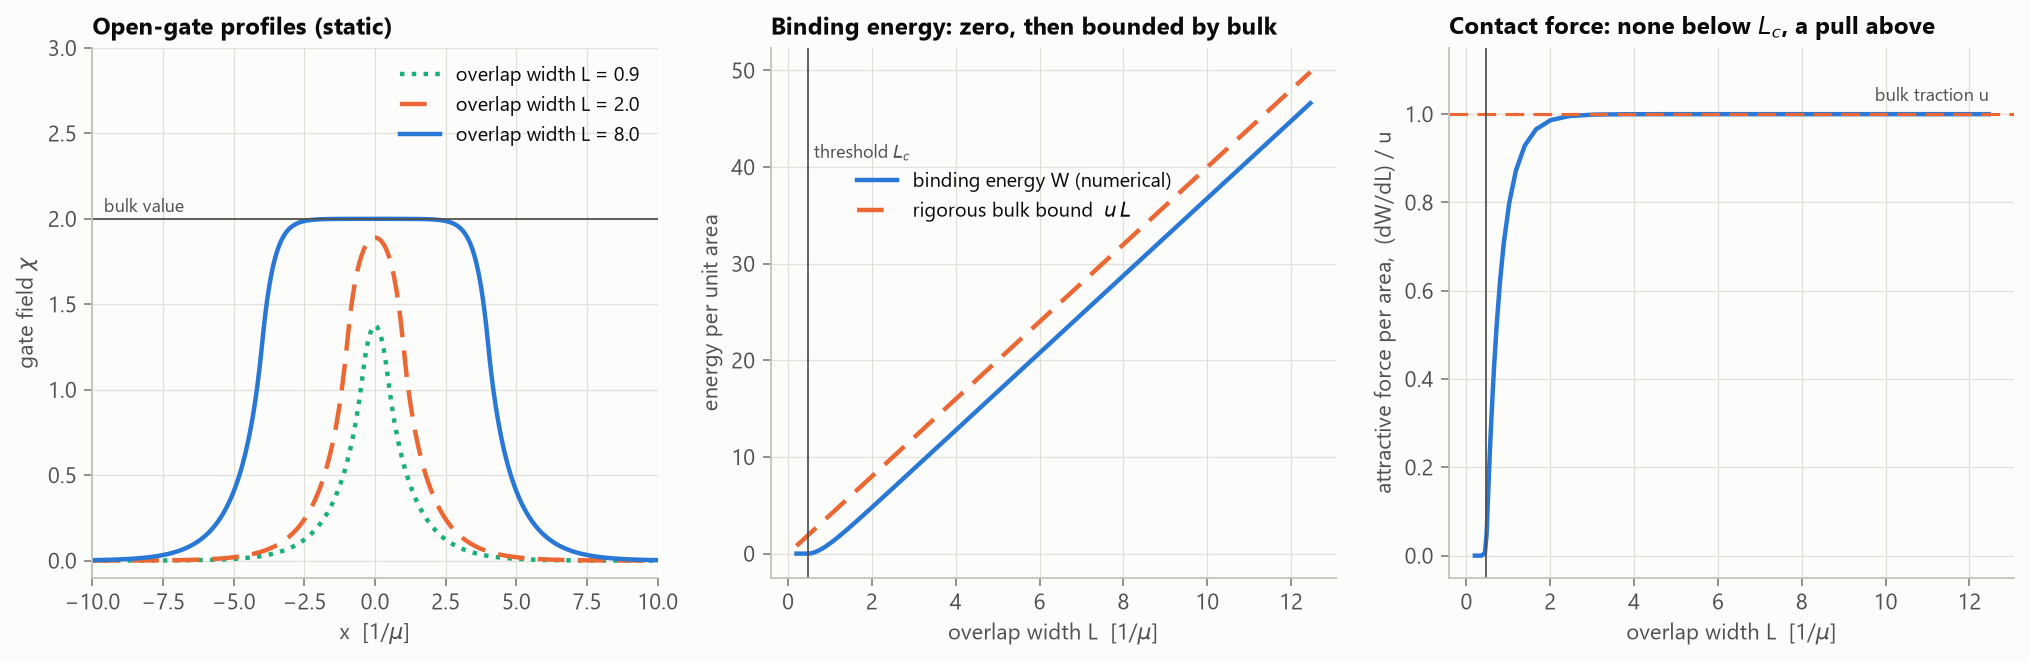 Open-gate profiles (static)
3.0
2.5
2.0
1.5
1.0
0.5
0.0
gate field χ
overlap width L = 0.9
overlap width L = 2.0
overlap width L = 8.0
bulk value
−10.0 −7.5 −5.0 −2.5 0.0 2.5 5.0 7.5 10.0
x [1/μ]
Binding energy: zero, then bounded by bulk
50
40
30
20
10
0
energy per unit area
threshold L_c
binding energy W (numerical)
rigorous bulk bound u L
0 2 4 6 8 10 12
overlap width L [1/μ]
Contact force: none below L_c, a pull above
1.0
0.8
0.6
0.4
0.2
0.0
attractive force per area, (dW/dL) / u
bulk traction u
0 2 4 6 8 10 12
overlap width L [1/μ]